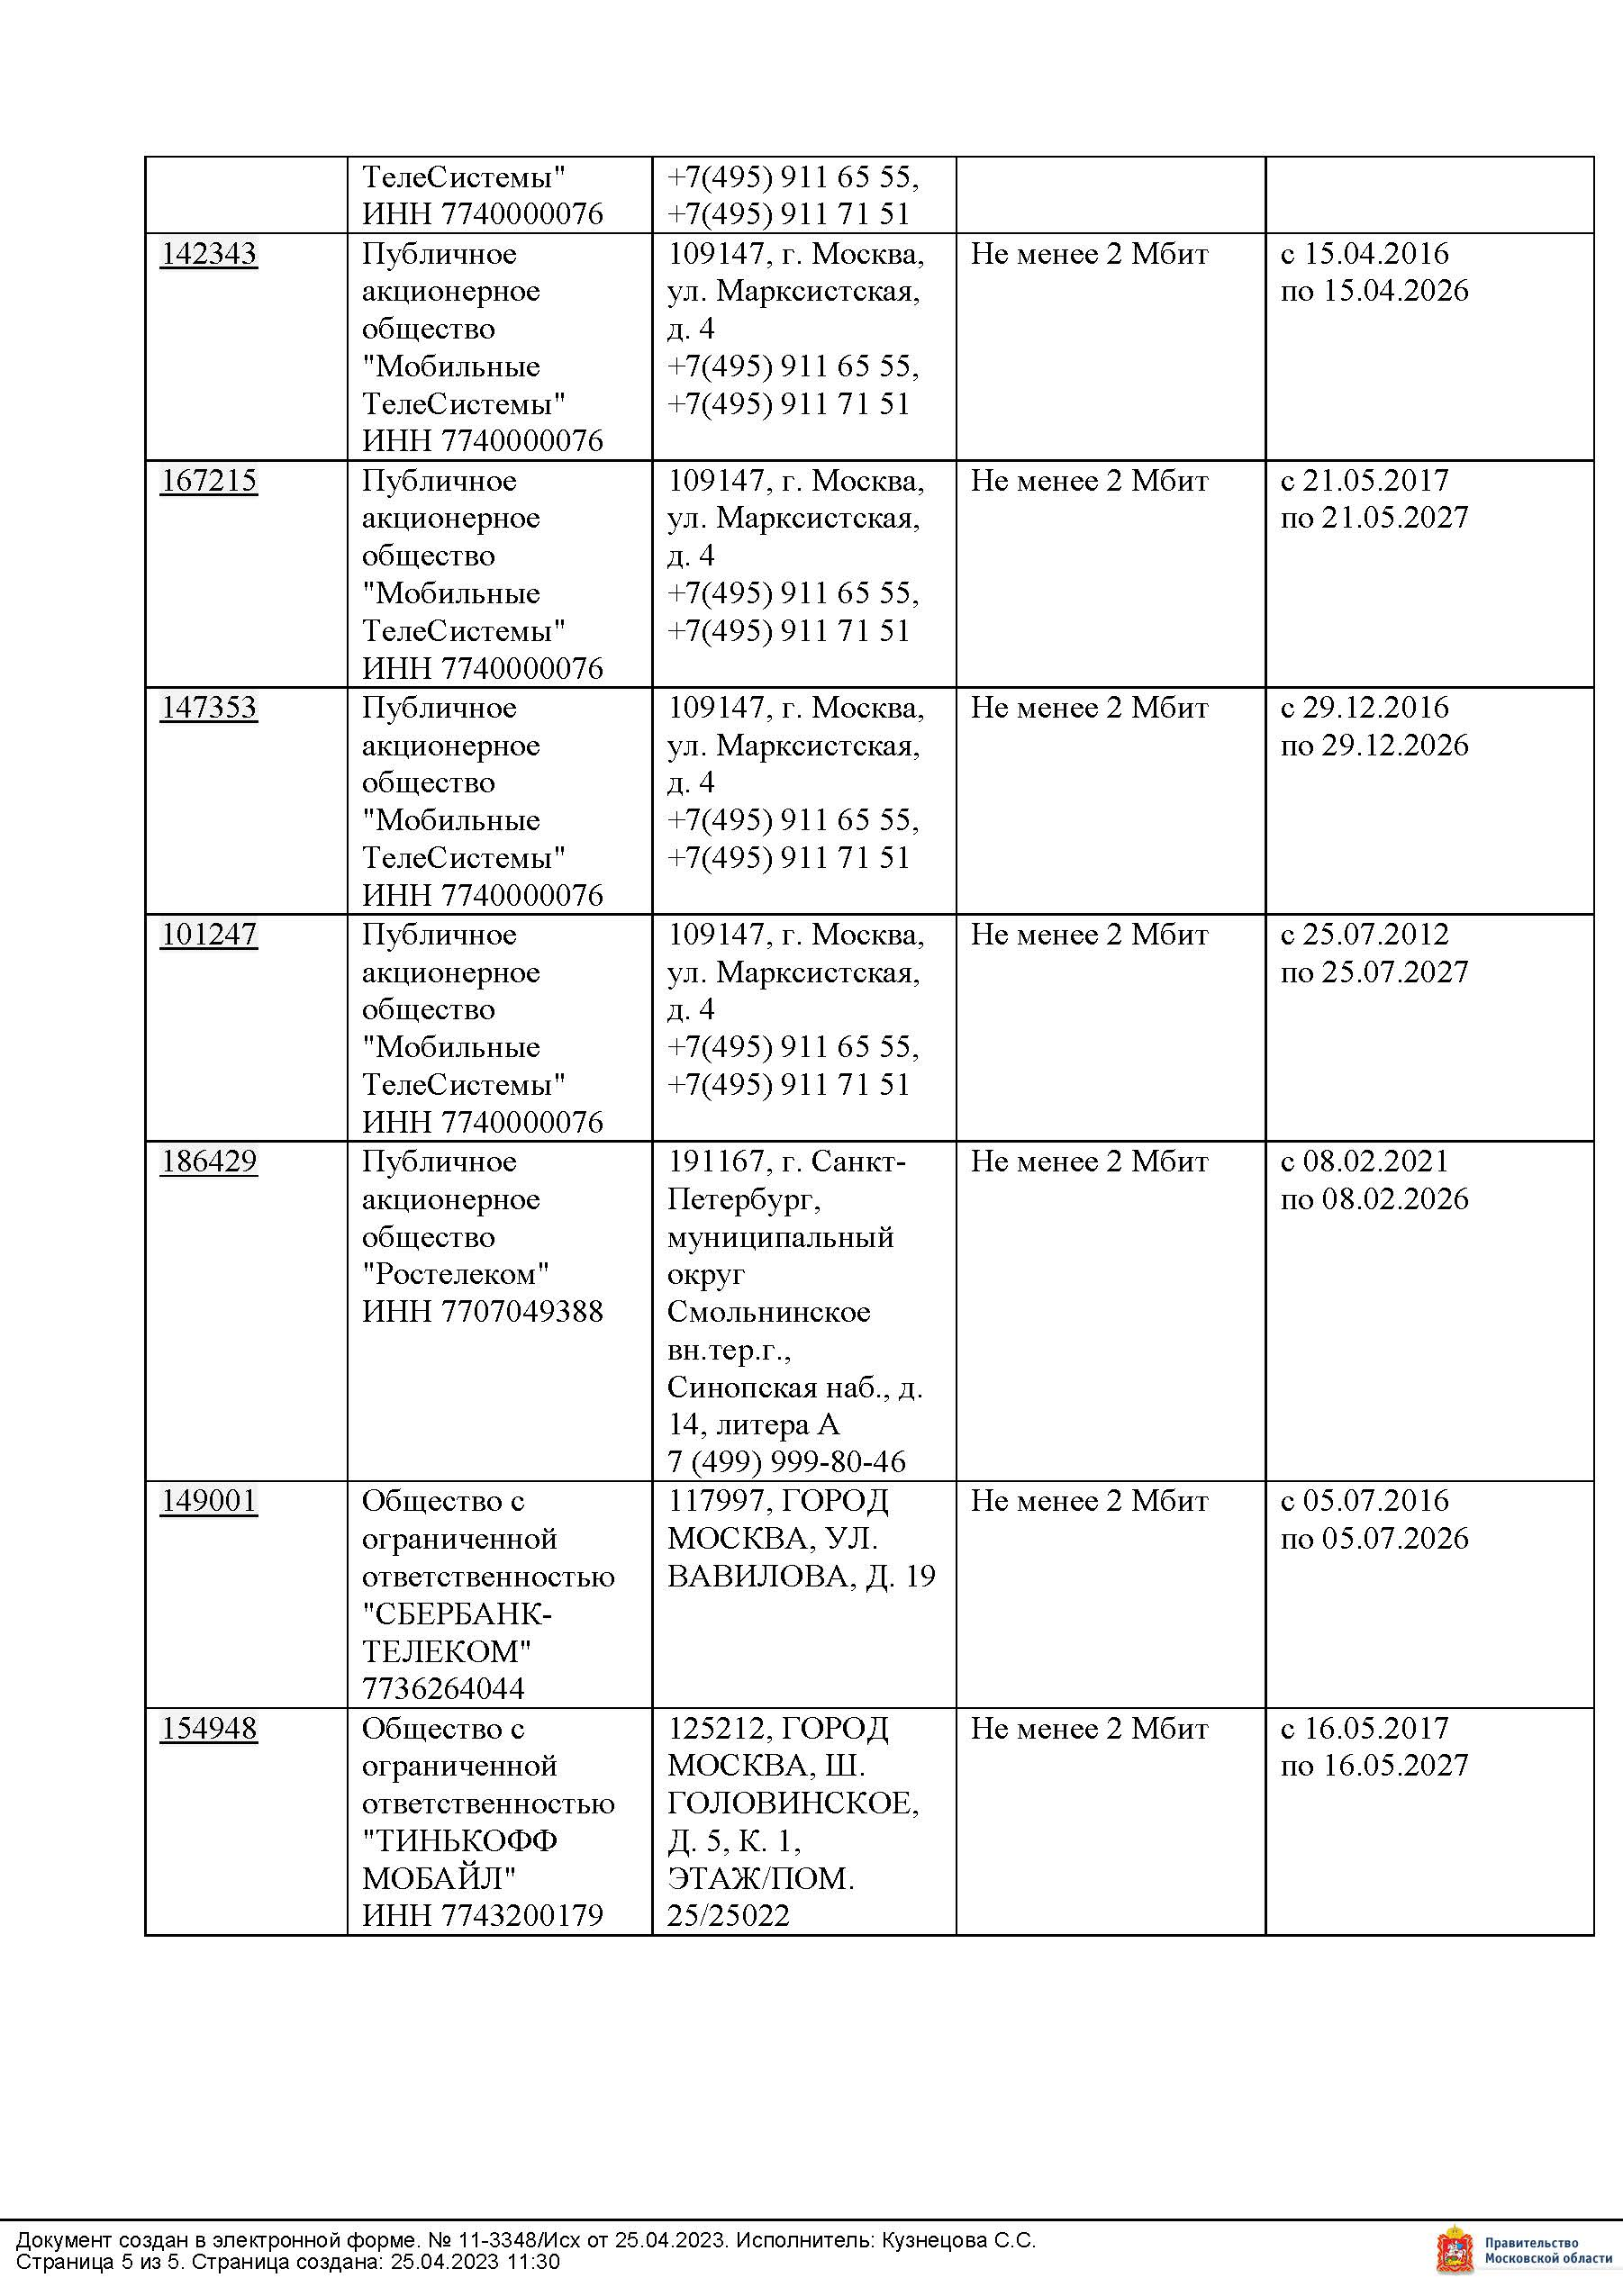 ТелеСистемы"
ИНН 7740000076
+7(495) 911 65 55,
+7(495) 911 71 51
142343
Публичное
акционерное
общество
"Мобильные
ТелеСистемы"
ИНН 7740000076
109147, г. Москва,
ул. Марксистская,
д. 4
+7(495) 911 65 55,
+7(495) 911 71 51
Не менее 2 Мбит
с 15.04.2016
по 15.04.2026
167215
Публичное
акционерное
общество
"Мобильные
ТелеСистемы"
ИНН 7740000076
109147, г. Москва,
ул. Марксистская,
д. 4
+7(495) 911 65 55,
+7(495) 911 71 51
Не менее 2 Мбит
с 21.05.2017
по 21.05.2027
147353
Публичное
акционерное
общество
"Мобильные
ТелеСистемы"
ИНН 7740000076
109147, г. Москва,
ул. Марксистская,
д. 4
+7(495) 911 65 55,
+7(495) 911 71 51
Не менее 2 Мбит
с 29.12.2016
по 29.12.2026
101247
Публичное
акционерное
общество
"Мобильные
ТелеСистемы"
ИНН 7740000076
109147, г. Москва,
ул. Марксистская,
д. 4
+7(495) 911 65 55,
+7(495) 911 71 51
Не менее 2 Мбит
с 25.07.2012
по 25.07.2027
186429
Публичное
акционерное
общество
"Ростелеком"
ИНН 7707049388
191167, г. Санкт-
Петербург,
муниципальный
округ
Смольнинское
вн.тер.г.,
Синопская наб., д.
14, литера А
7 (499) 999-80-46
Не менее 2 Мбит
с 08.02.2021
по 08.02.2026
149001
Общество с
ограниченной
ответственностью
"СБЕРБАНК-
ТЕЛЕКОМ"
7736264044
117997, ГОРОД
МОСКВА, УЛ.
ВАВИЛОВА, Д. 19
Не менее 2 Мбит
с 05.07.2016
по 05.07.2026
154948
Общество с
ограниченной
ответственностью
"ТИНЬКОФФ
МОБАЙЛ"
ИНН 7743200179
125212, ГОРОД
МОСКВА, Ш.
ГОЛОВИНСКОЕ,
Д. 5, К. 1,
ЭТАЖ/ПОМ.
25/25022
Не менее 2 Мбит
с 16.05.2017
по 16.05.2027
Документ создан в электронной форме. № 11-3348/Исх от 25.04.2023. Исполнитель: Кузнецова С.С.
Страница 5 из 5. Страница создана: 25.04.2023 11:30
Правительство
Московской области